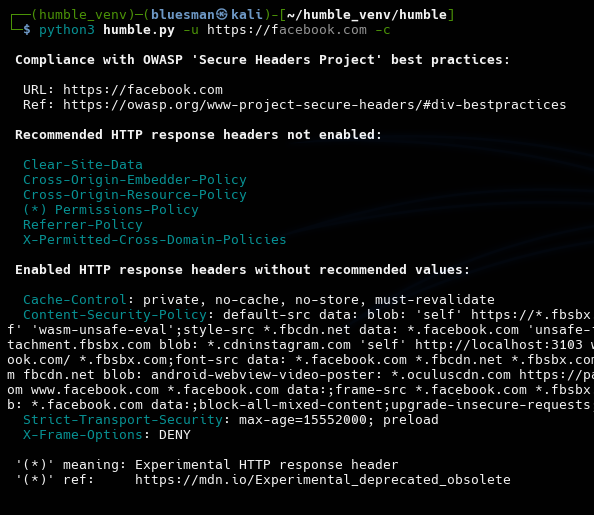 ┌──(humble_venv)─(bluesman㉿kali)-[~/humble_venv/humble]
└─$ python3 humble.py -u https://facebook.com -c
Compliance with OWASP 'Secure Headers Project' best practices:
URL: https://facebook.com
Ref: https://owasp.org/www-project-secure-headers/#div-bestpractices
Recommended HTTP response headers not enabled:
Clear-Site-Data
Cross-Origin-Embedder-Policy
Cross-Origin-Resource-Policy
(*) Permissions-Policy
Referrer-Policy
X-Permitted-Cross-Domain-Policies
Enabled HTTP response headers without recommended values:
Cache-Control: private, no-cache, no-store, must-revalidate
Content-Security-Policy: default-src data: blob: 'self' https://*.fbsbx
f' 'wasm-unsafe-eval';style-src *.fbcdn.net data: *.facebook.com 'unsafe-
tachment.fbsbx.com blob: *.cdninstagram.com 'self' http://localhost:3103 w
ook.com/ *.fbsbx.com;font-src data: *.facebook.com *.fbcdn.net *.fbsbx.com
m fbcdn.net blob: android-webview-video-poster: *.oculuscdn.com https://pa
om www.facebook.com *.facebook.com data:;frame-src *.facebook.com *.fbsbx
b: *.facebook.com data:;block-all-mixed-content;upgrade-insecure-requests;
Strict-Transport-Security: max-age=15552000; preload
X-Frame-Options: DENY
'(*)' meaning: Experimental HTTP response header
'(*)' ref: https://mdn.io/Experimental_deprecated_obsolete